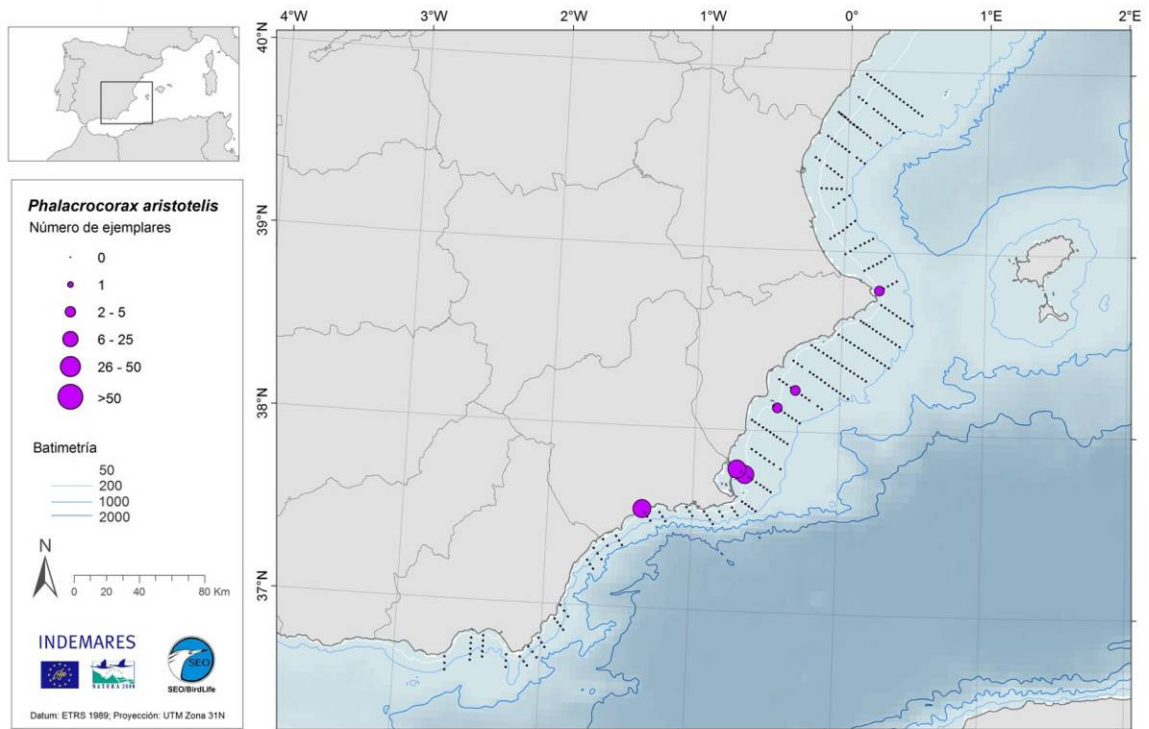 4°W 3°W 2°W 1°W 0° 1°E 2°E
40°N
39°N
38°N
37°N
Phalacrocorax aristotelis
Número de ejemplares
0
1
2 - 5
6 - 25
26 - 50
>50
Batimetría
50
200
1000
2000
N
0 20 40 80 Km
INDEMARES
NATURA 2000
SEO
SEO/BirdLife
Datum: ETRS 1989; Proyección: UTM Zona 31N